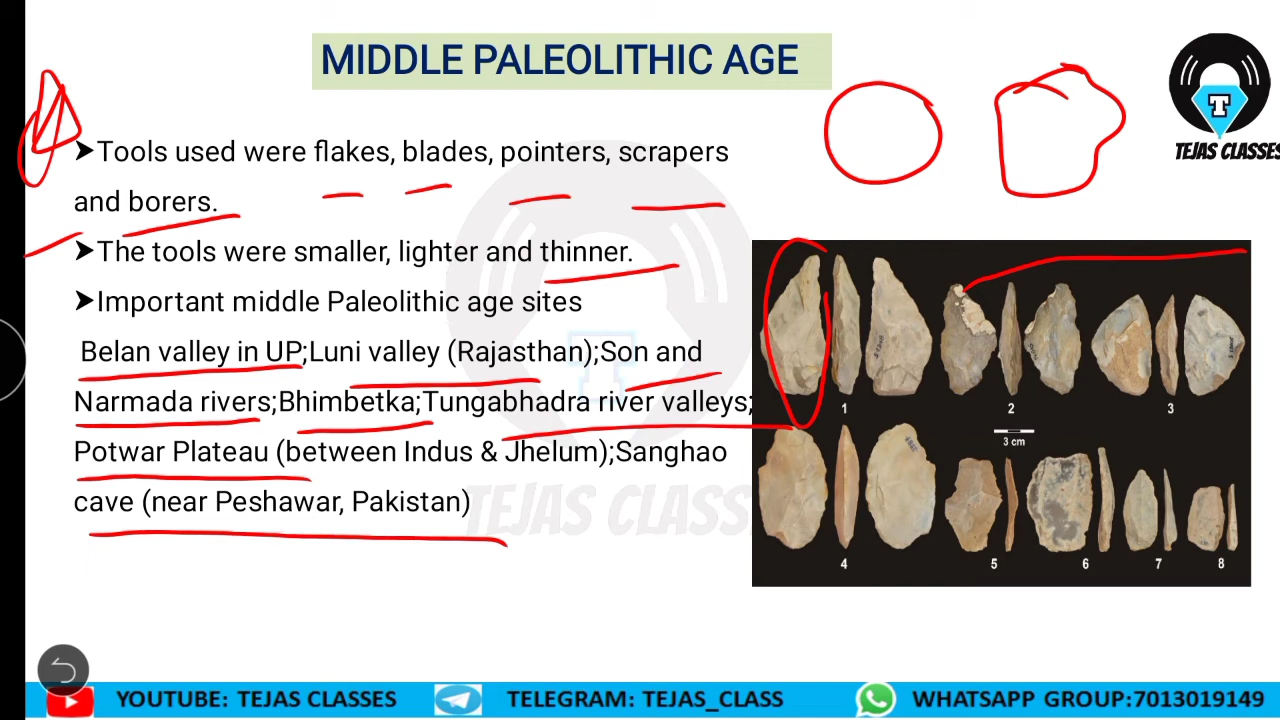 MIDDLE PALEOLITHIC AGE
T
TEJAS CLASSES
➤Tools used were flakes, blades, pointers, scrapers
and borers.
➤The tools were smaller, lighter and thinner.
➤Important middle Paleolithic age sites
Belan valley in UP;Luni valley (Rajasthan);Son and
Narmada rivers;Bhimbetka;Tungabhadra river valleys;
Potwar Plateau (between Indus & Jhelum);Sanghao
cave (near Peshawar, Pakistan)
1 2 3
3 cm
4 5 6 7 8
T
TEJAS CLASSES
YOUTUBE: TEJAS CLASSES TELEGRAM: TEJAS_CLASS WHATSAPP GROUP:7013019149